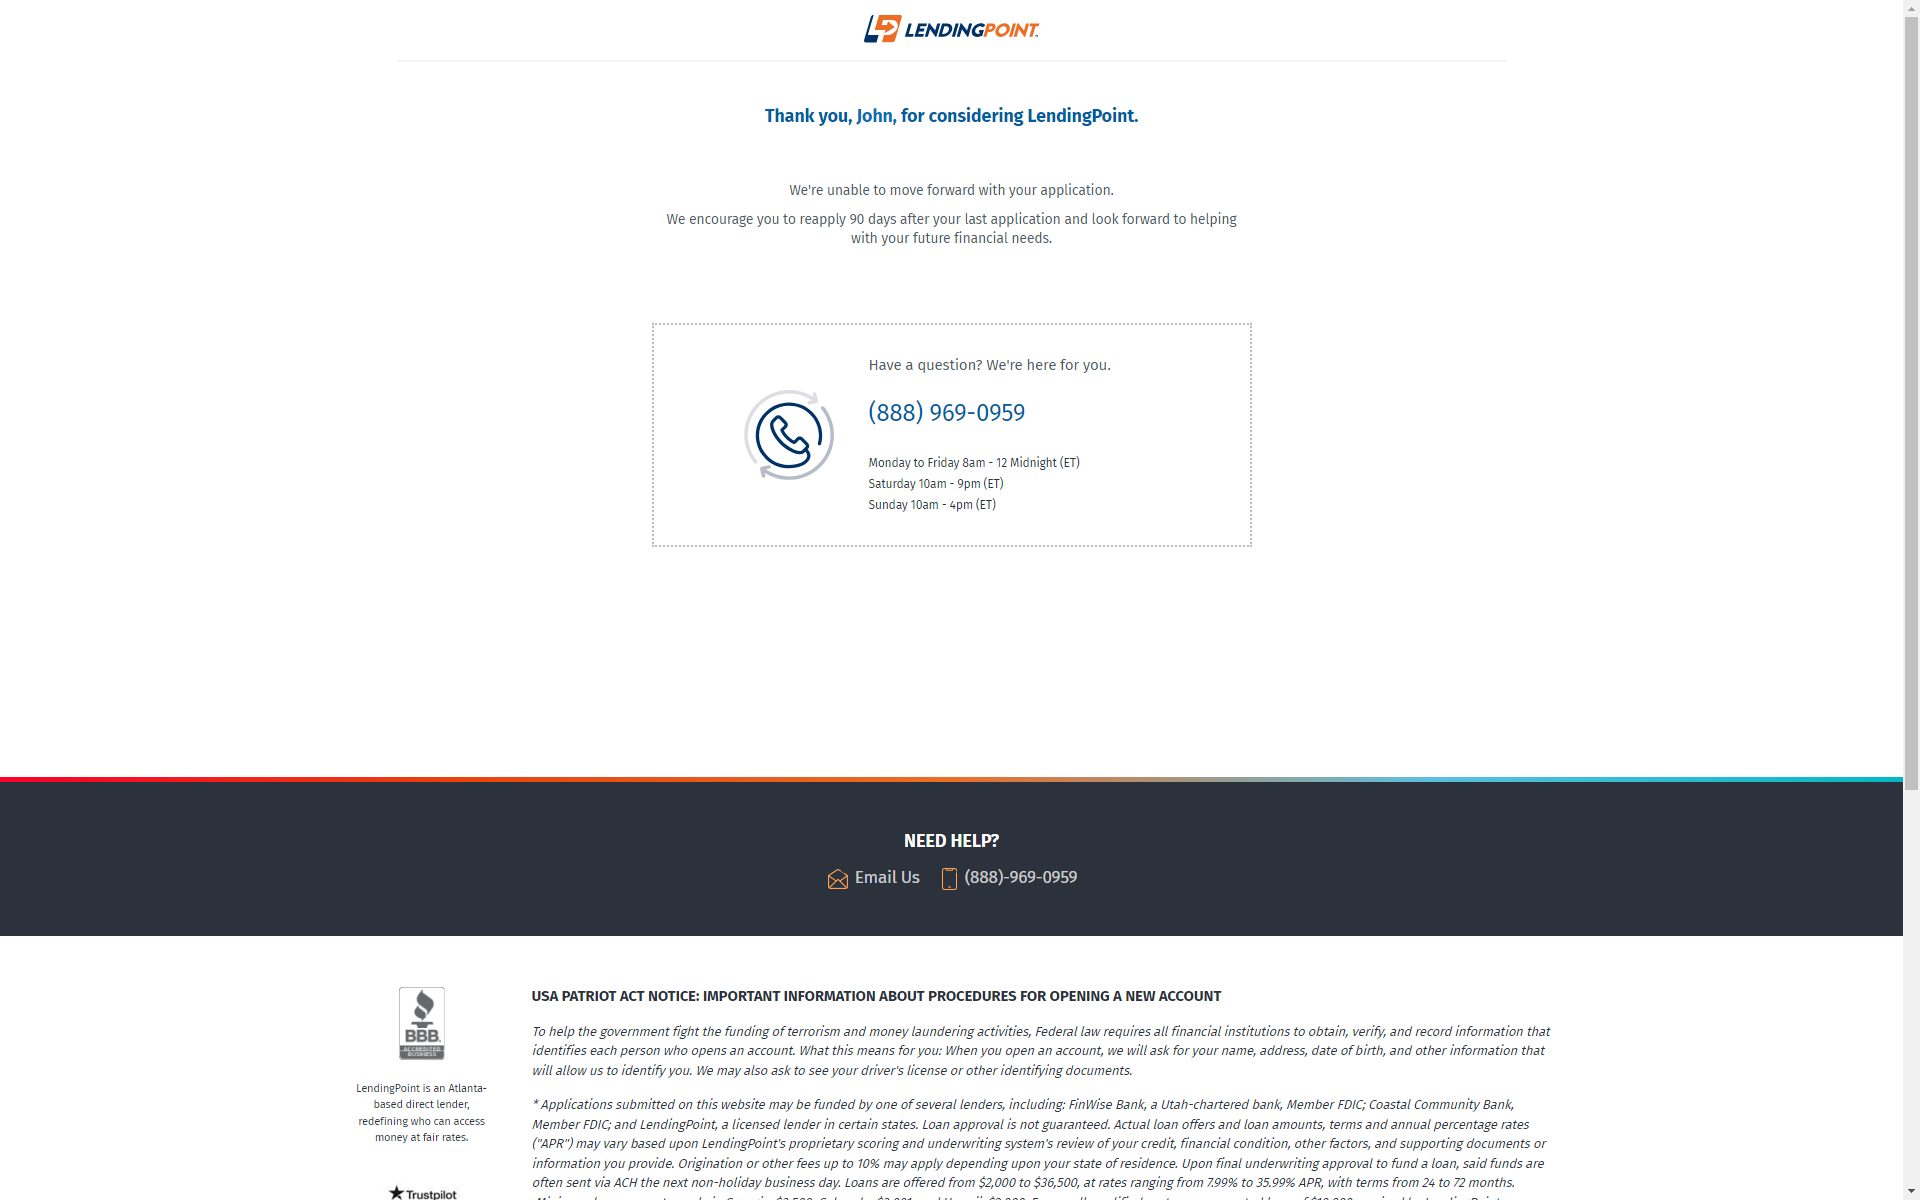 LENDINGPOINT
Thank you, John, for considering LendingPoint.
We're unable to move forward with your application.
We encourage you to reapply 90 days after your last application and look forward to helping
with your future financial needs.
Have a question? We're here for you.
(888) 969-0959
Monday to Friday 8am - 12 Midnight (ET)
Saturday 10am - 9pm (ET)
Sunday 10am - 4pm (ET)
NEED HELP?
Email Us (888)-969-0959
BBB
ACCREDITED
BUSINESS
LendingPoint is an Atlanta-
based direct lender,
redefining who can access
money at fair rates.
Trustpilot
USA PATRIOT ACT NOTICE: IMPORTANT INFORMATION ABOUT PROCEDURES FOR OPENING A NEW ACCOUNT
To help the government fight the funding of terrorism and money laundering activities, Federal law requires all financial institutions to obtain, verify, and record information that
identifies each person who opens an account. What this means for you: When you open an account, we will ask for your name, address, date of birth, and other information that
will allow us to identify you. We may also ask to see your driver's license or other identifying documents.
* Applications submitted on this website may be funded by one of several lenders, including: FinWise Bank, a Utah-chartered bank, Member FDIC; Coastal Community Bank,
Member FDIC; and LendingPoint, a licensed lender in certain states. Loan approval is not guaranteed. Actual loan offers and loan amounts, terms and annual percentage rates
("APR") may vary based upon LendingPoint's proprietary scoring and underwriting system's review of your credit, financial condition, other factors, and supporting documents or
information you provide. Origination or other fees up to 10% may apply depending upon your state of residence. Upon final underwriting approval to fund a loan, said funds are
often sent via ACH the next non-holiday business day. Loans are offered from $2,000 to $36,500, at rates ranging from 7.99% to 35.99% APR, with terms from 24 to 72 months.